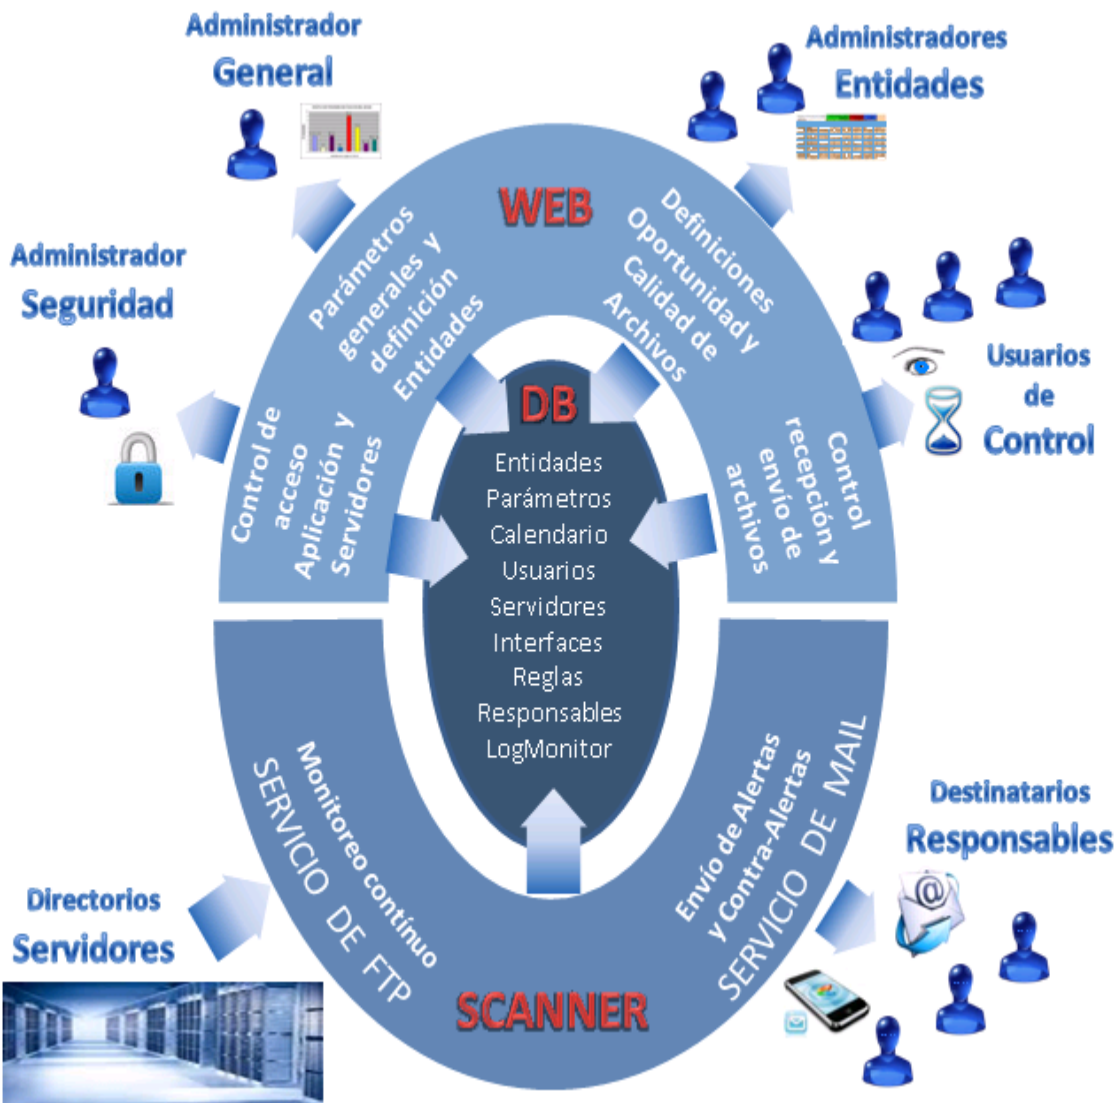 Administrador
General
Administradores
Entidades
Administrador
Seguridad
Usuarios
de
Control
WEB
Parámetros
generales y
definición
Entidades
Definiciones
Oportunidad y
Calidad de
Archivos
Control de
acceso
Aplicación y
Servidores
Control
recepción y
envío de
archivos
DB
Entidades
Parámetros
Calendario
Usuarios
Servidores
Interfaces
Reglas
Responsables
LogMonitor
Monitoreo contínuo
SERVICIO DE FTP
Envío de Alertas
y Contra-Alertas
SERVICIO DE MAIL
SCANNER
Directorios
Servidores
Destinatarios
Responsables
@